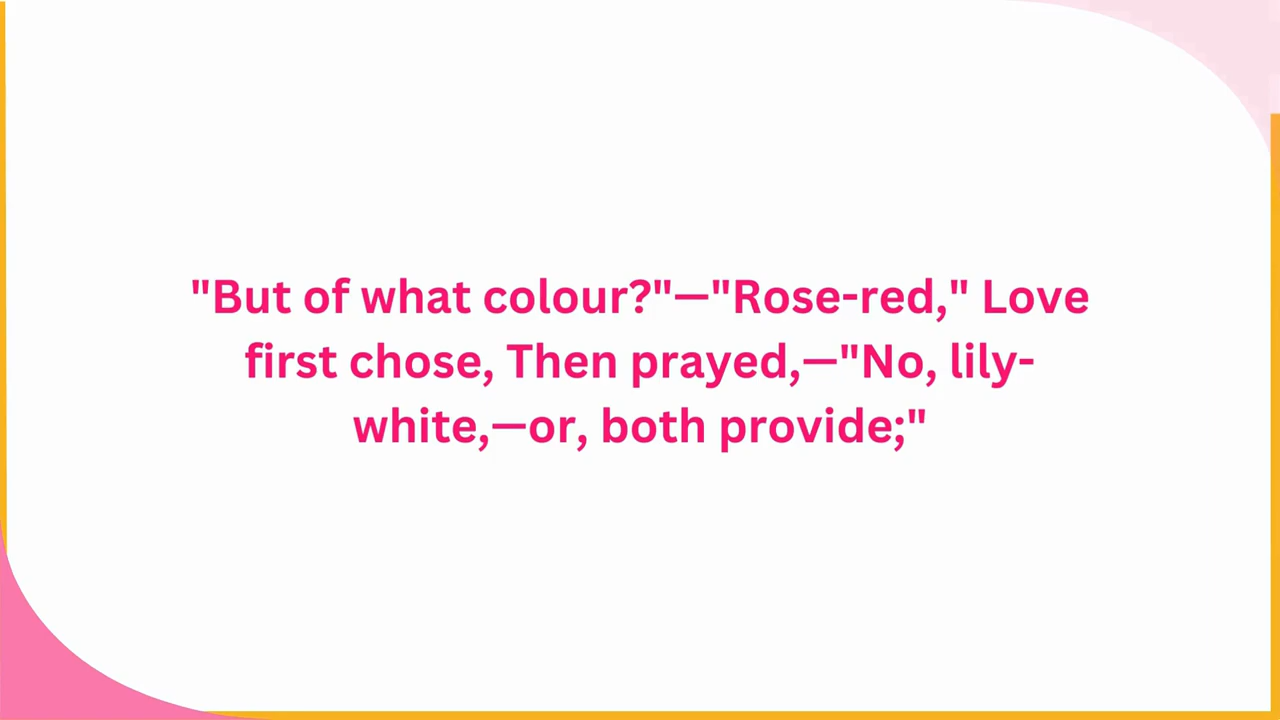 "But of what colour?"—"Rose-red," Love
first chose, Then prayed,—"No, lily-
white,—or, both provide;"